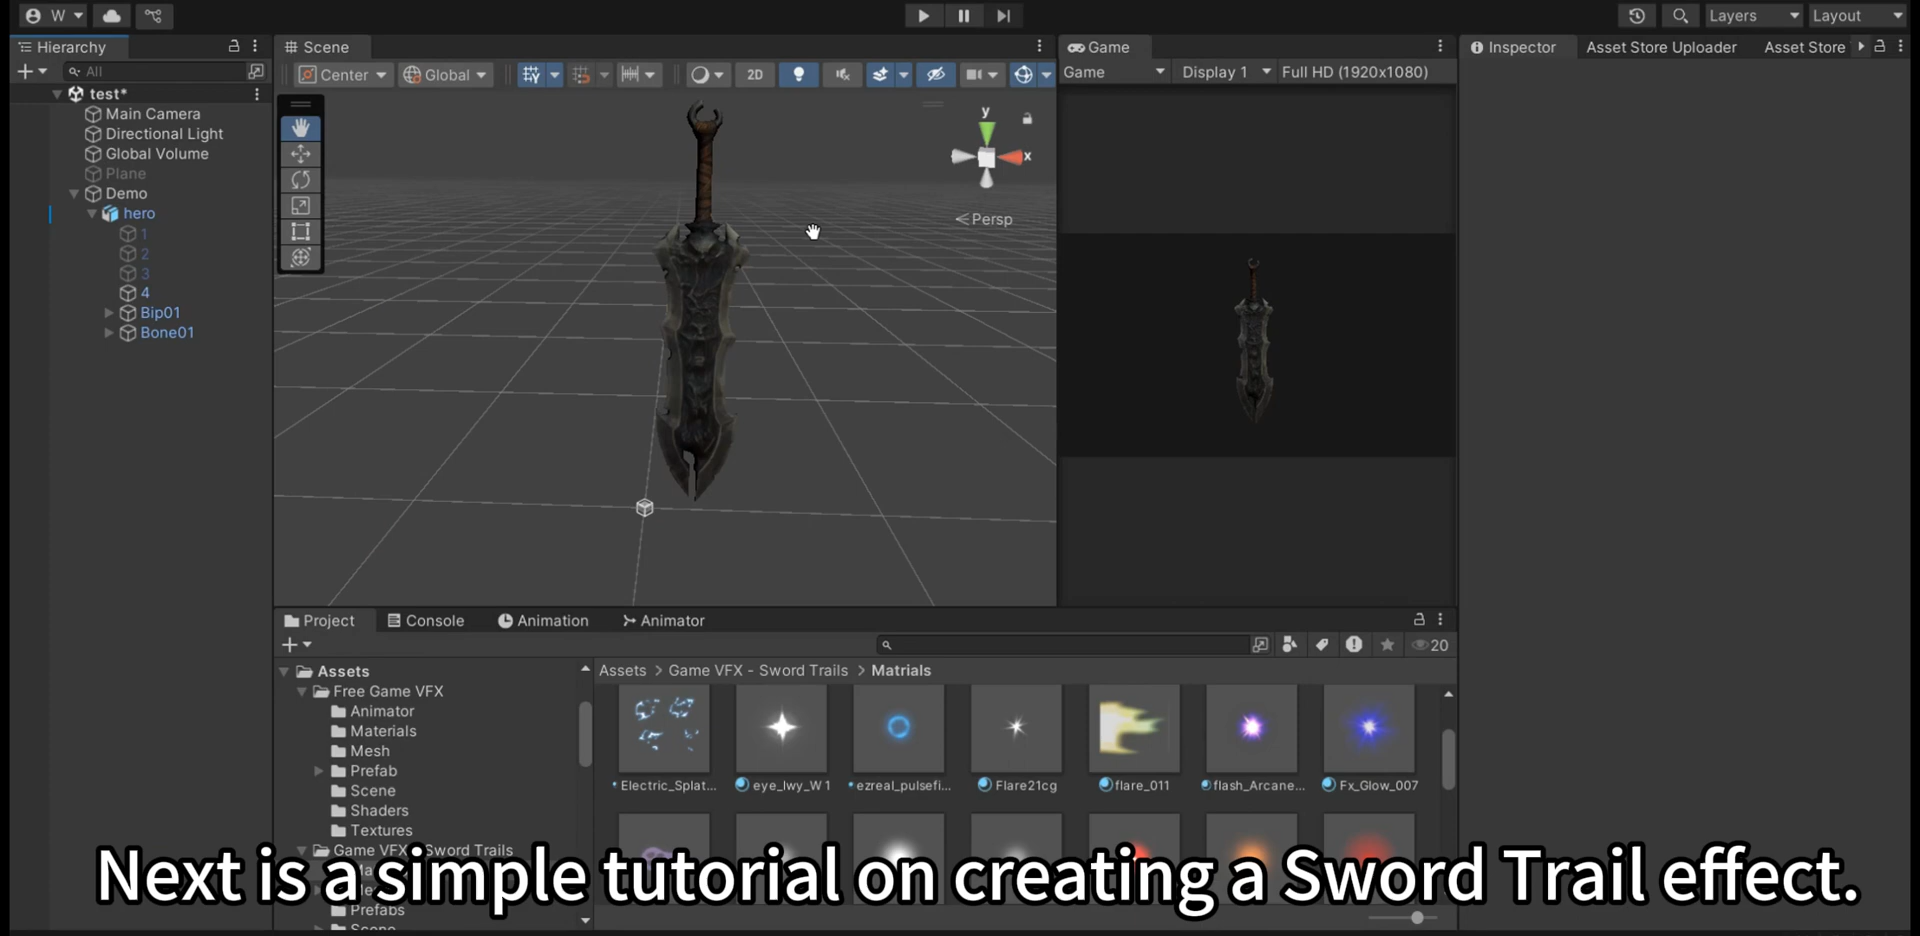 W
Layers
Layout
Hierarchy
All
test*
Main Camera
Directional Light
Global Volume
Plane
Demo
hero
1
2
3
4
Bip01
Bone01
Scene
Center
Global
2D
y
x
Persp
Game
Game
Display 1
Full HD (1920x1080)
Inspector
Asset Store Uploader
Asset Store
Project
Console
Animation
Animator
20
Assets
Free Game VFX
Animator
Materials
Mesh
Prefab
Scene
Shaders
Textures
Prefabs
Assets > Game VFX - Sword Trails > Matrials
Electric_Splat...
eye_lwy_W 1
ezreal_pulsefi...
Flare21cg
flare_011
flash_Arcane...
Fx_Glow_007
Next is a simple tutorial on creating a Sword Trail effect.